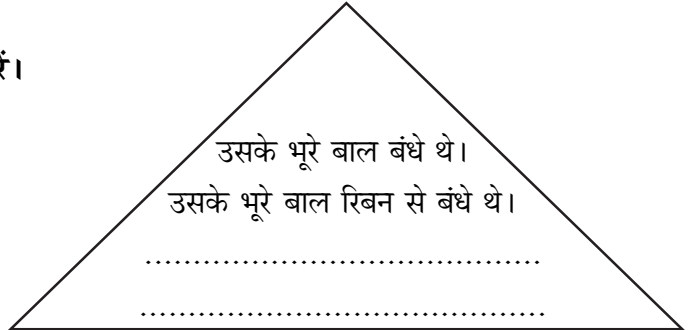 रें।
उसके भूरे बाल बंधे थे।
उसके भूरे बाल रिबन से बंधे थे।
........................................
.........................................